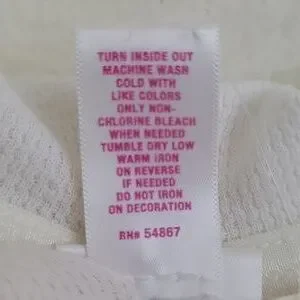 TURN INSIDE OUT
MACHINE WASH
COLD WITH
LIKE COLORS
ONLY NON-
CHLORINE BLEACH
WHEN NEEDED
TUMBLE DRY LOW
WARM IRON
ON REVERSE
IF NEEDED
DO NOT IRON
ON DECORATION
RN# 54867